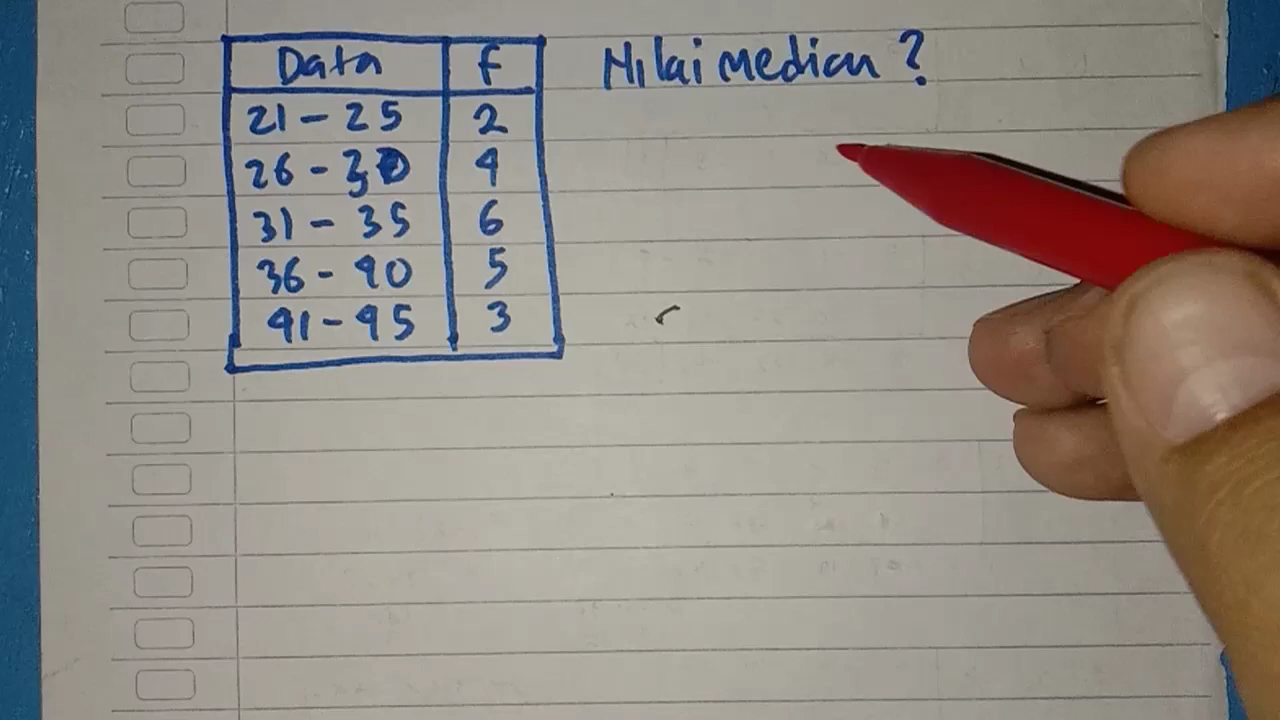 Data f Nilai median ?
21 - 25 2
26 - 30 4
31 - 35 6
36 - 40 5
41 - 45 3